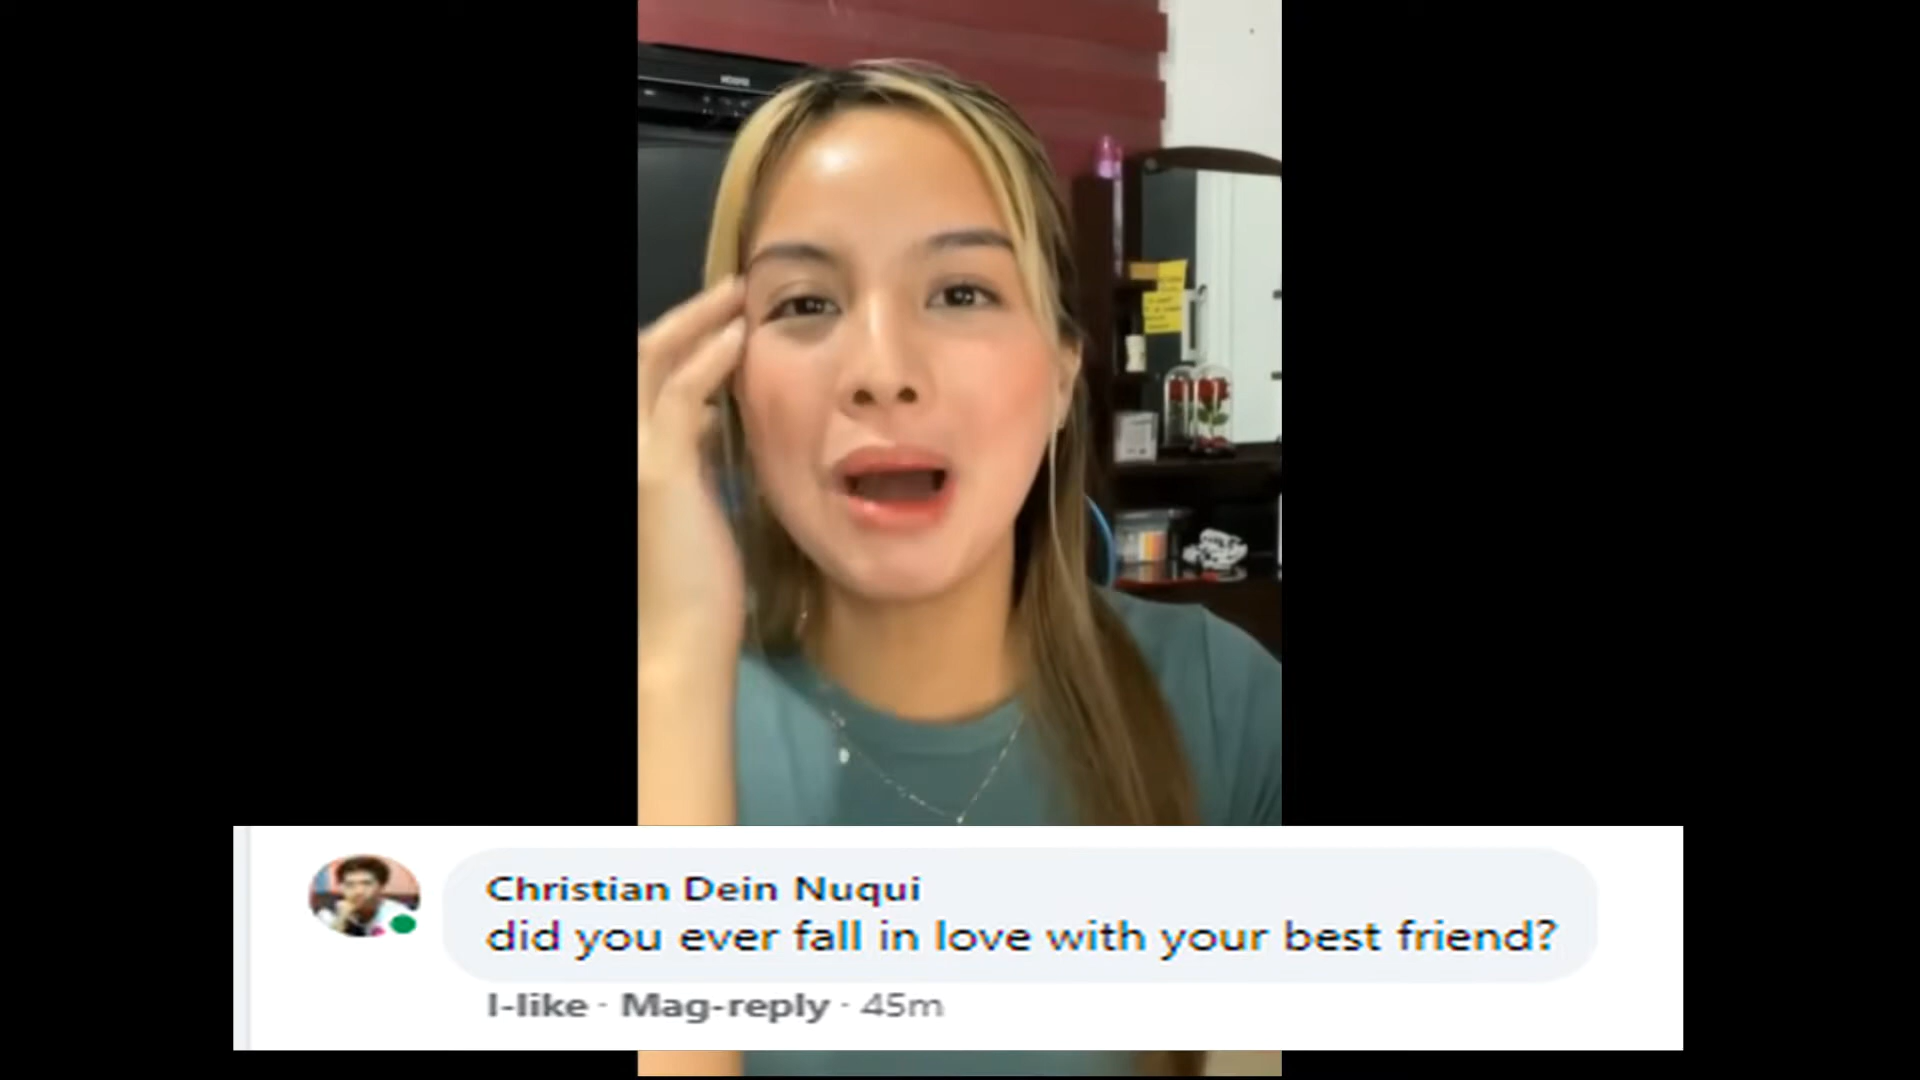 Christian Dein Nuqui
did you ever fall in love with your best friend?
I-like · Mag-reply · 45m